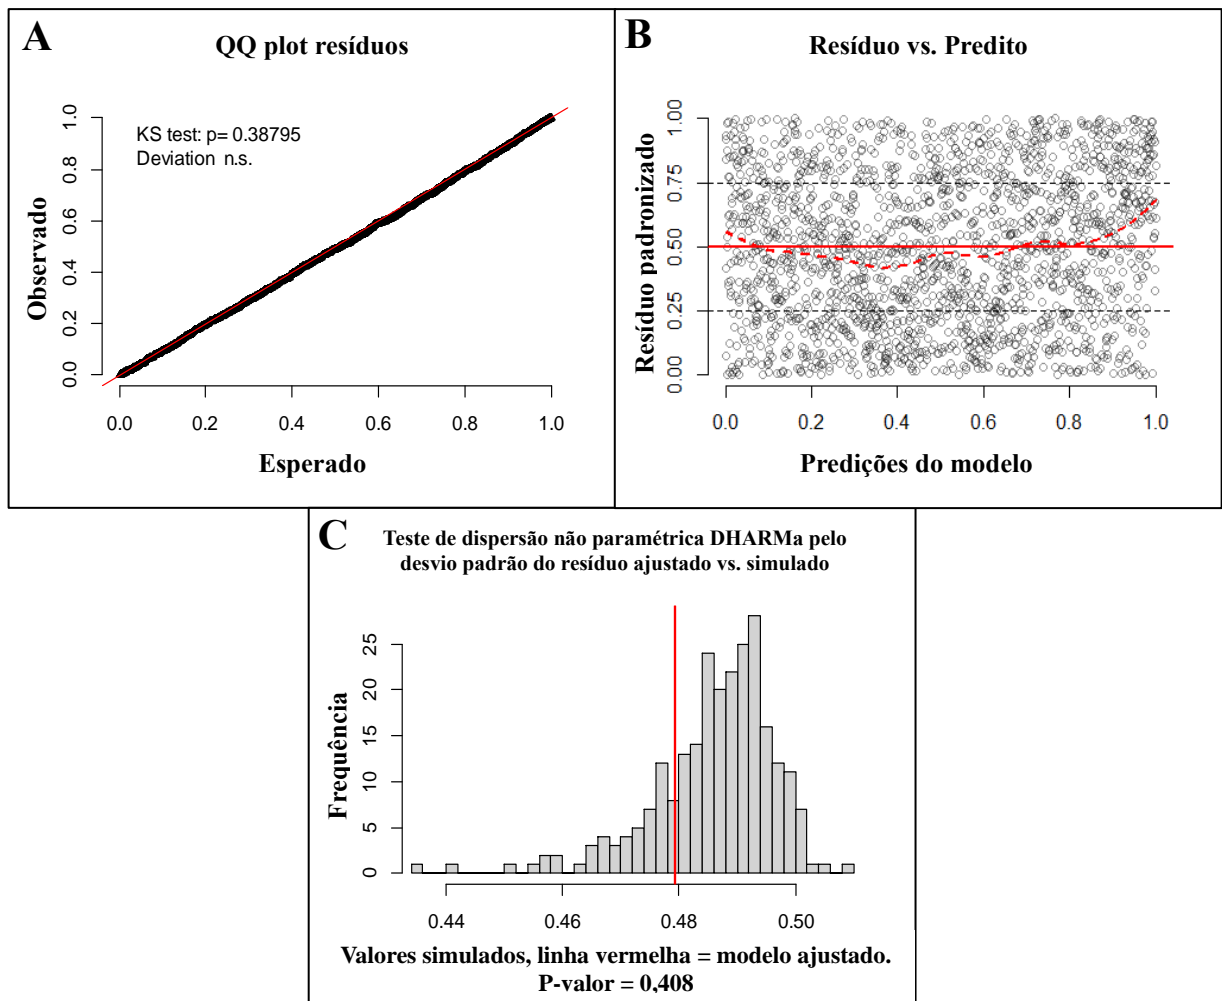 A
QQ plot resíduos
KS test: p= 0.38795
Deviation n.s.
Observado
0.0
0.2
0.4
0.6
0.8
1.0
0.0 0.2 0.4 0.6 0.8 1.0
Esperado
B
Resíduo vs. Predito
Resíduo padronizado
0.00
0.25
0.50
0.75
1.00
0.0 0.2 0.4 0.6 0.8 1.0
Predições do modelo
C
Teste de dispersão não paramétrica DHARMa pelo
desvio padrão do resíduo ajustado vs. simulado
Frequência
0
5
10
15
20
25
0.44 0.46 0.48 0.50
Valores simulados, linha vermelha = modelo ajustado.
P-valor = 0,408